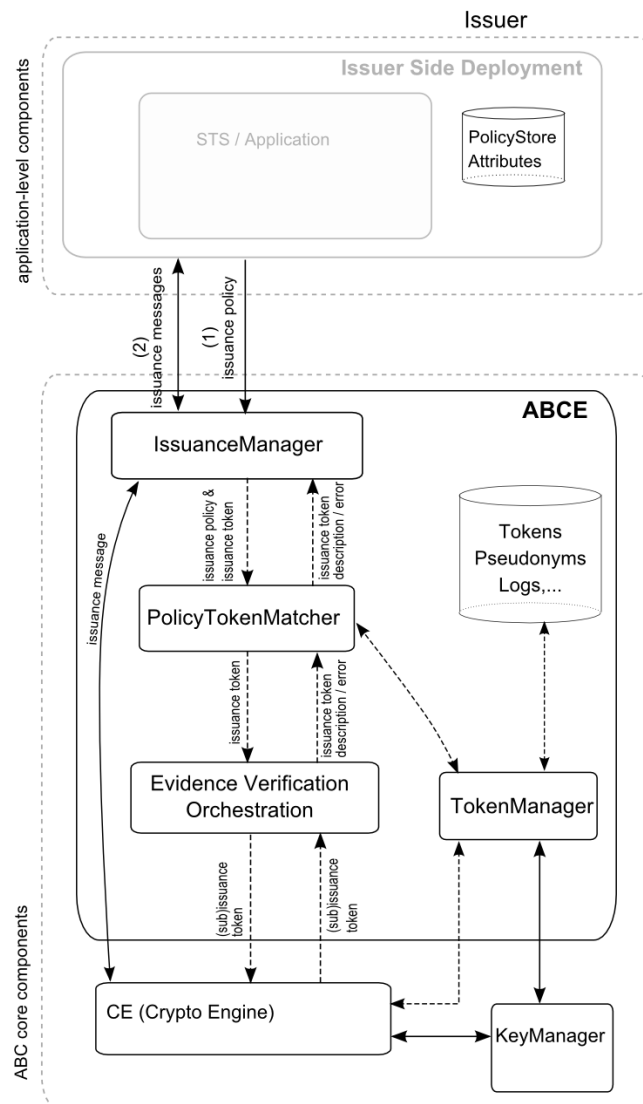 Issuer
application-level components
Issuer Side Deployment
STS / Application
PolicyStore
Attributes
(2)
issuance messages
(1)
issuance policy
ABCE
IssuanceManager
issuance message
issuance policy &
issuance token
issuance token
description / error
Tokens
Pseudonyms
Logs,...
PolicyTokenMatcher
issuance token
issuance token
description / error
Evidence Verification
Orchestration
TokenManager
(sub)issuance
token
(sub)issuance
token
ABC core components
CE (Crypto Engine)
KeyManager